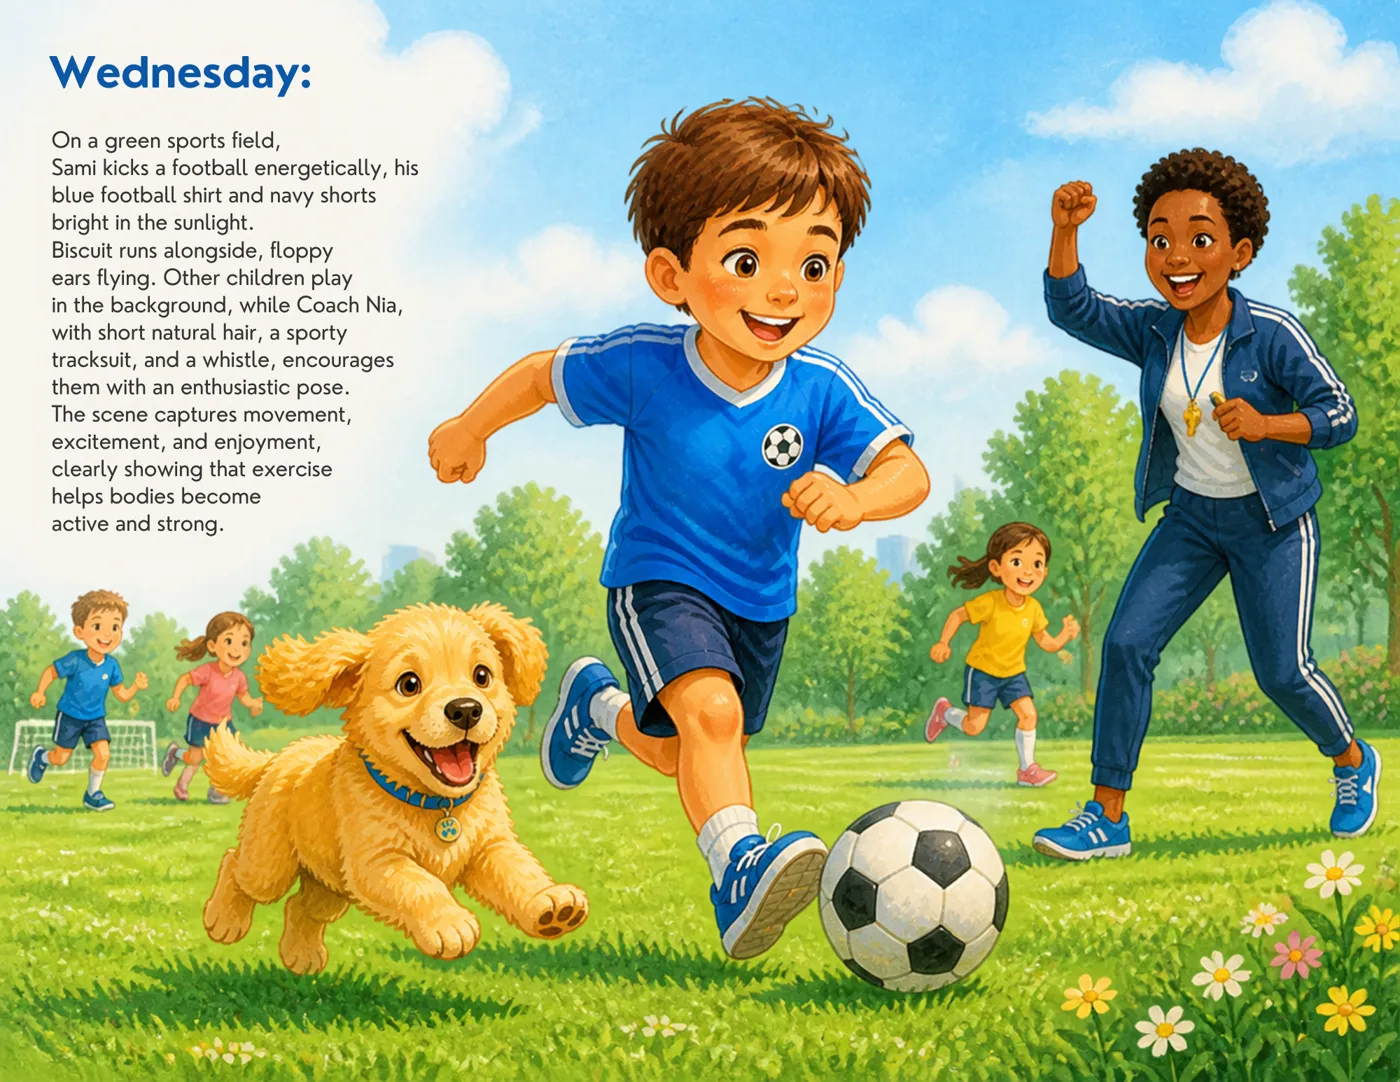 Wednesday:
On a green sports field,
Sami kicks a football energetically, his
blue football shirt and navy shorts
bright in the sunlight.
Biscuit runs alongside, floppy
ears flying. Other children play
in the background, while Coach Nia,
with short natural hair, a sporty
tracksuit, and a whistle, encourages
them with an enthusiastic pose.
The scene captures movement,
excitement, and enjoyment,
clearly showing that exercise
helps bodies become
active and strong.